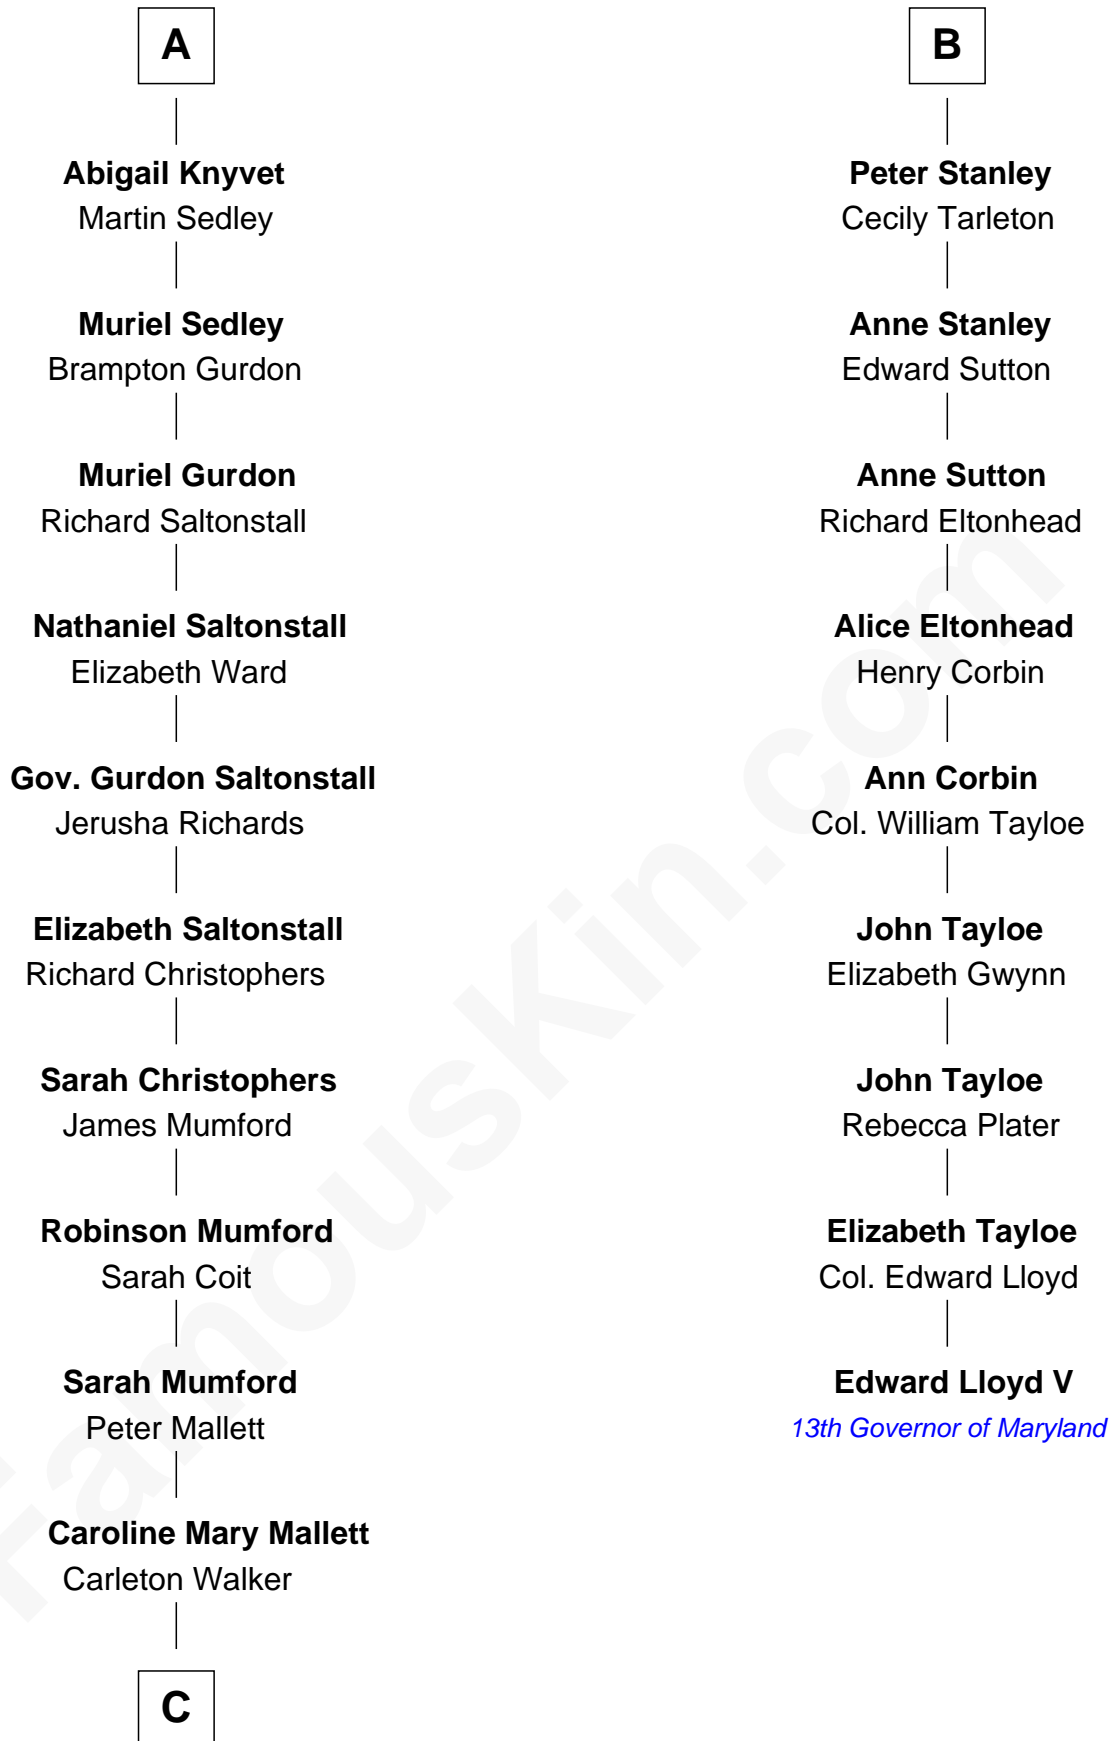 A
Abigail Knyvet
Martin Sedley
Muriel Sedley
Brampton Gurdon
Muriel Gurdon
Richard Saltonstall
Nathaniel Saltonstall
Elizabeth Ward
Gov. Gurdon Saltonstall
Jerusha Richards
Elizabeth Saltonstall
Richard Christophers
Sarah Christophers
James Mumford
Robinson Mumford
Sarah Coit
Sarah Mumford
Peter Mallett
Caroline Mary Mallett
Carleton Walker
C
B
Peter Stanley
Cecily Tarleton
Anne Stanley
Edward Sutton
Anne Sutton
Richard Eltonhead
Alice Eltonhead
Henry Corbin
Ann Corbin
Col. William Tayloe
John Tayloe
Elizabeth Gwynn
John Tayloe
Rebecca Plater
Elizabeth Tayloe
Col. Edward Lloyd
Edward Lloyd V
13th Governor of Maryland
FamousKin.com